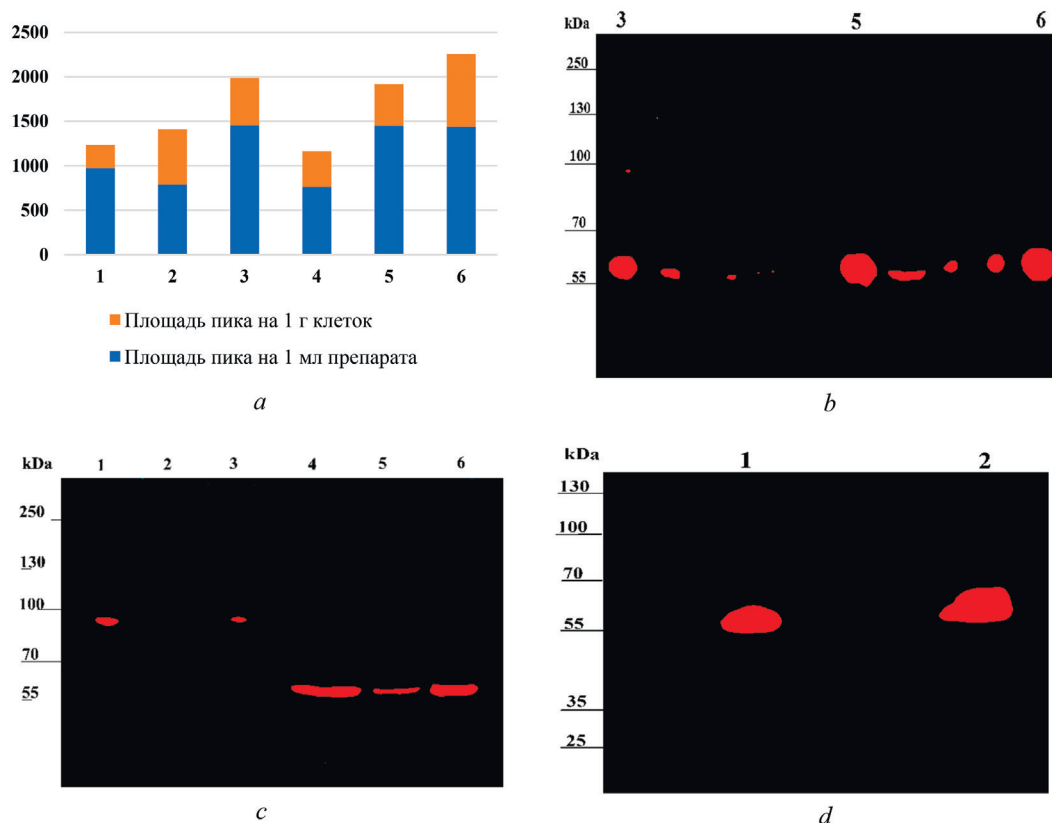 2500
2000
1500
1000
500
0
1 2 3 4 5 6
Площадь пика на 1 г клеток
Площадь пика на 1 мл препарата
a
kDa 3 5 6
250
130
100
70
55
b
kDa 1 2 3 4 5 6
250
130
100
70
55
c
kDa 1 2
130
100
70
55
35
25
d